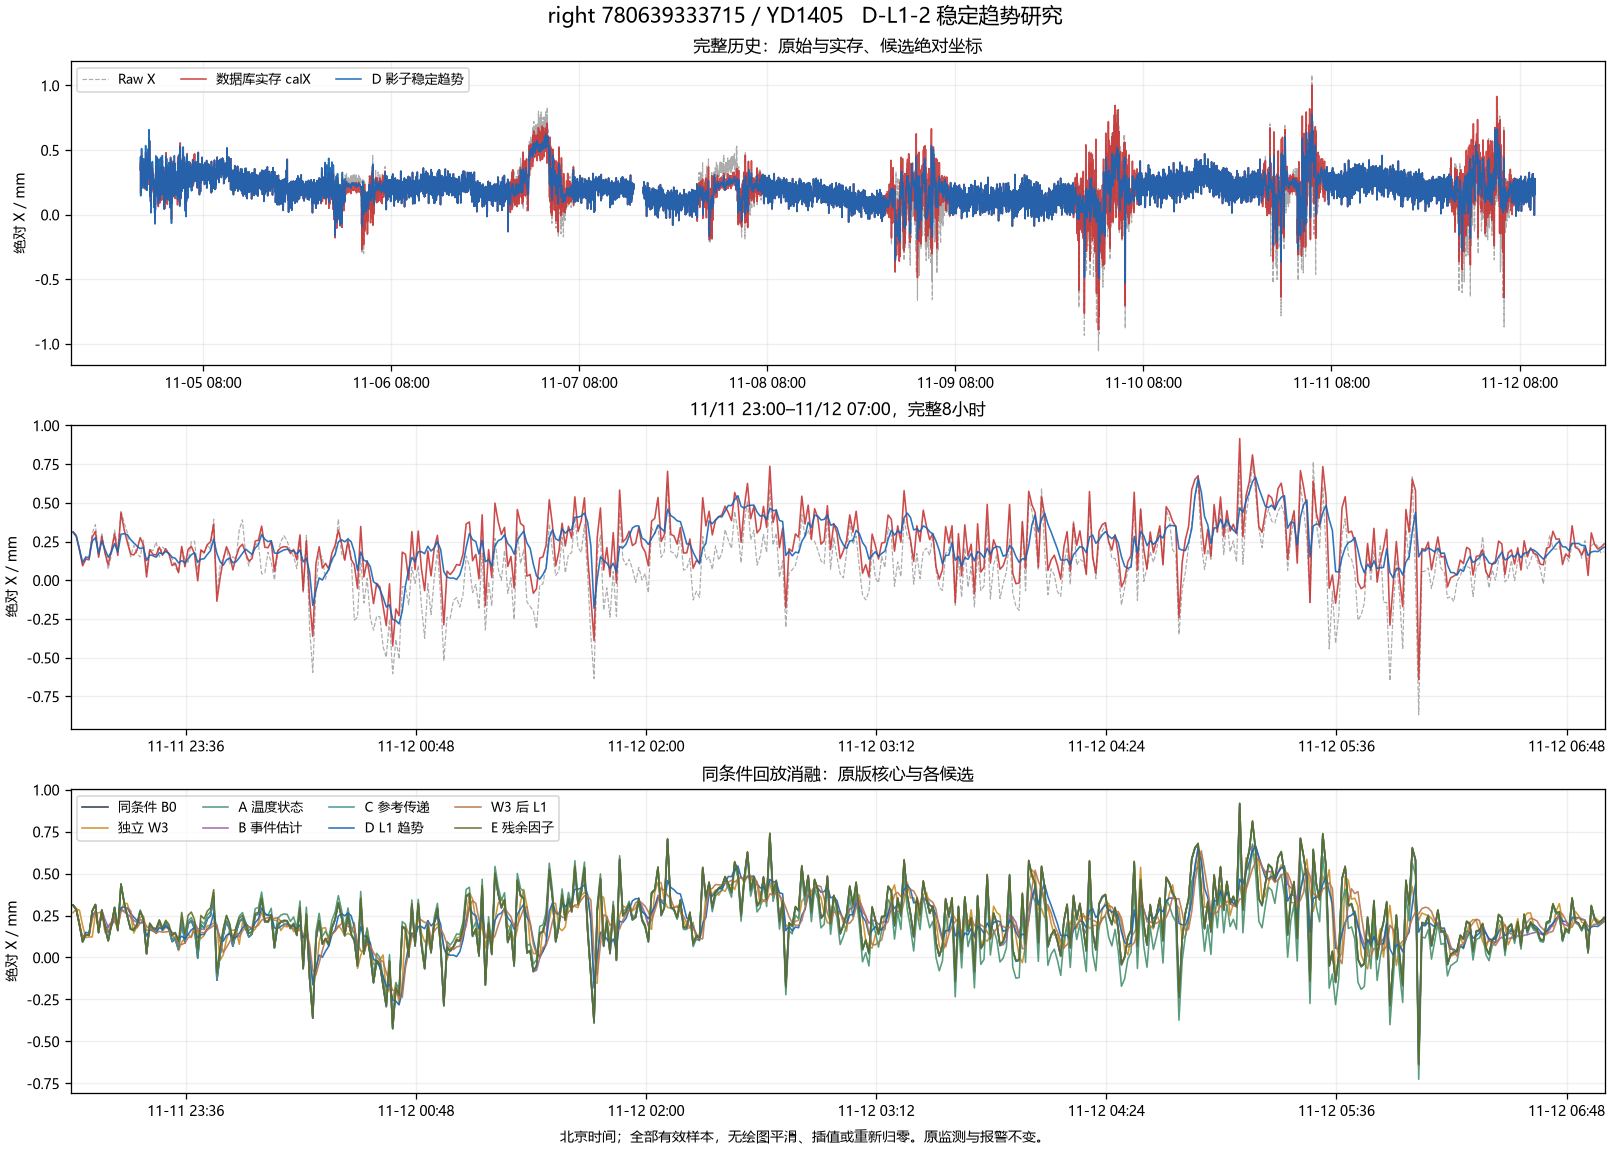 right 780639333715 / YD1405   D-L1-2 稳定趋势研究
完整历史：原始与实存、候选绝对坐标
Raw X   数据库实存 calX   D 影子稳定趋势
绝对 X / mm
1.0
0.5
0.0
-0.5
-1.0
11-05 08:00   11-06 08:00   11-07 08:00   11-08 08:00   11-09 08:00   11-10 08:00   11-11 08:00   11-12 08:00
11/11 23:00–11/12 07:00，完整8小时
绝对 X / mm
1.00
0.75
0.50
0.25
0.00
-0.25
-0.50
-0.75
11-11 23:36   11-12 00:48   11-12 02:00   11-12 03:12   11-12 04:24   11-12 05:36   11-12 06:48
同条件回放消融：原版核心与各候选
同条件 B0   A 温度状态   C 参考传递   W3 后 L1
独立 W3   B 事件估计   D L1 趋势   E 残余因子
绝对 X / mm
1.00
0.75
0.50
0.25
0.00
-0.25
-0.50
-0.75
11-11 23:36   11-12 00:48   11-12 02:00   11-12 03:12   11-12 04:24   11-12 05:36   11-12 06:48
北京时间；全部有效样本，无绘图平滑、插值或重新归零。原监测与报警不变。